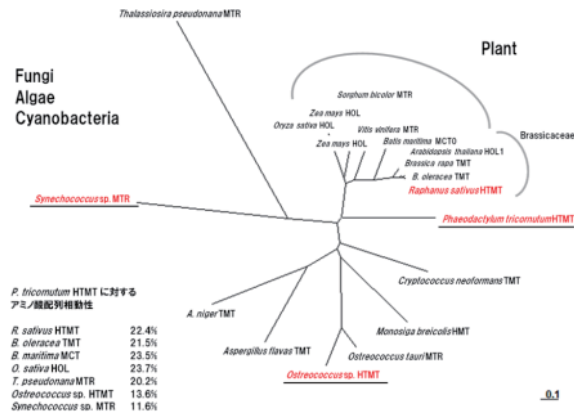 Thalassiosira pseudonana MTR
Plant
Fungi
Algae
Cyanobacteria
Sorghum bicolor MTR
Zea mays HOL
Oryza sativa HOL
Vitis vinifera MTR
Zea mays HOL
Batis maritima MCT0
Brassicaceae
Arabidopsis thaliana HOL1
Brassica rapa TMT
B. oleracea TMT
Raphanus sativus HTMT
Synechococcus sp. MTR
Phaeodactylum tricornutum HTMT
Cryptococcus neoformans TMT
P. tricornutum HTMT に対する
アミノ酸配列相動性
A. niger TMT
Monosiga breicolis HMT
R. sativus HTMT 22.4%
B. oleracea TMT 21.5%
B. maritima MCT 23.5%
O. sativa HOL 23.7%
T. pseudonana MTR 20.2%
Ostreococcus sp. HTMT 13.6%
Synechococcus sp. MTR 11.6%
Aspergillus flavas TMT
Ostreococcus tauri MTR
Ostreococcus sp. HTMT
0.1